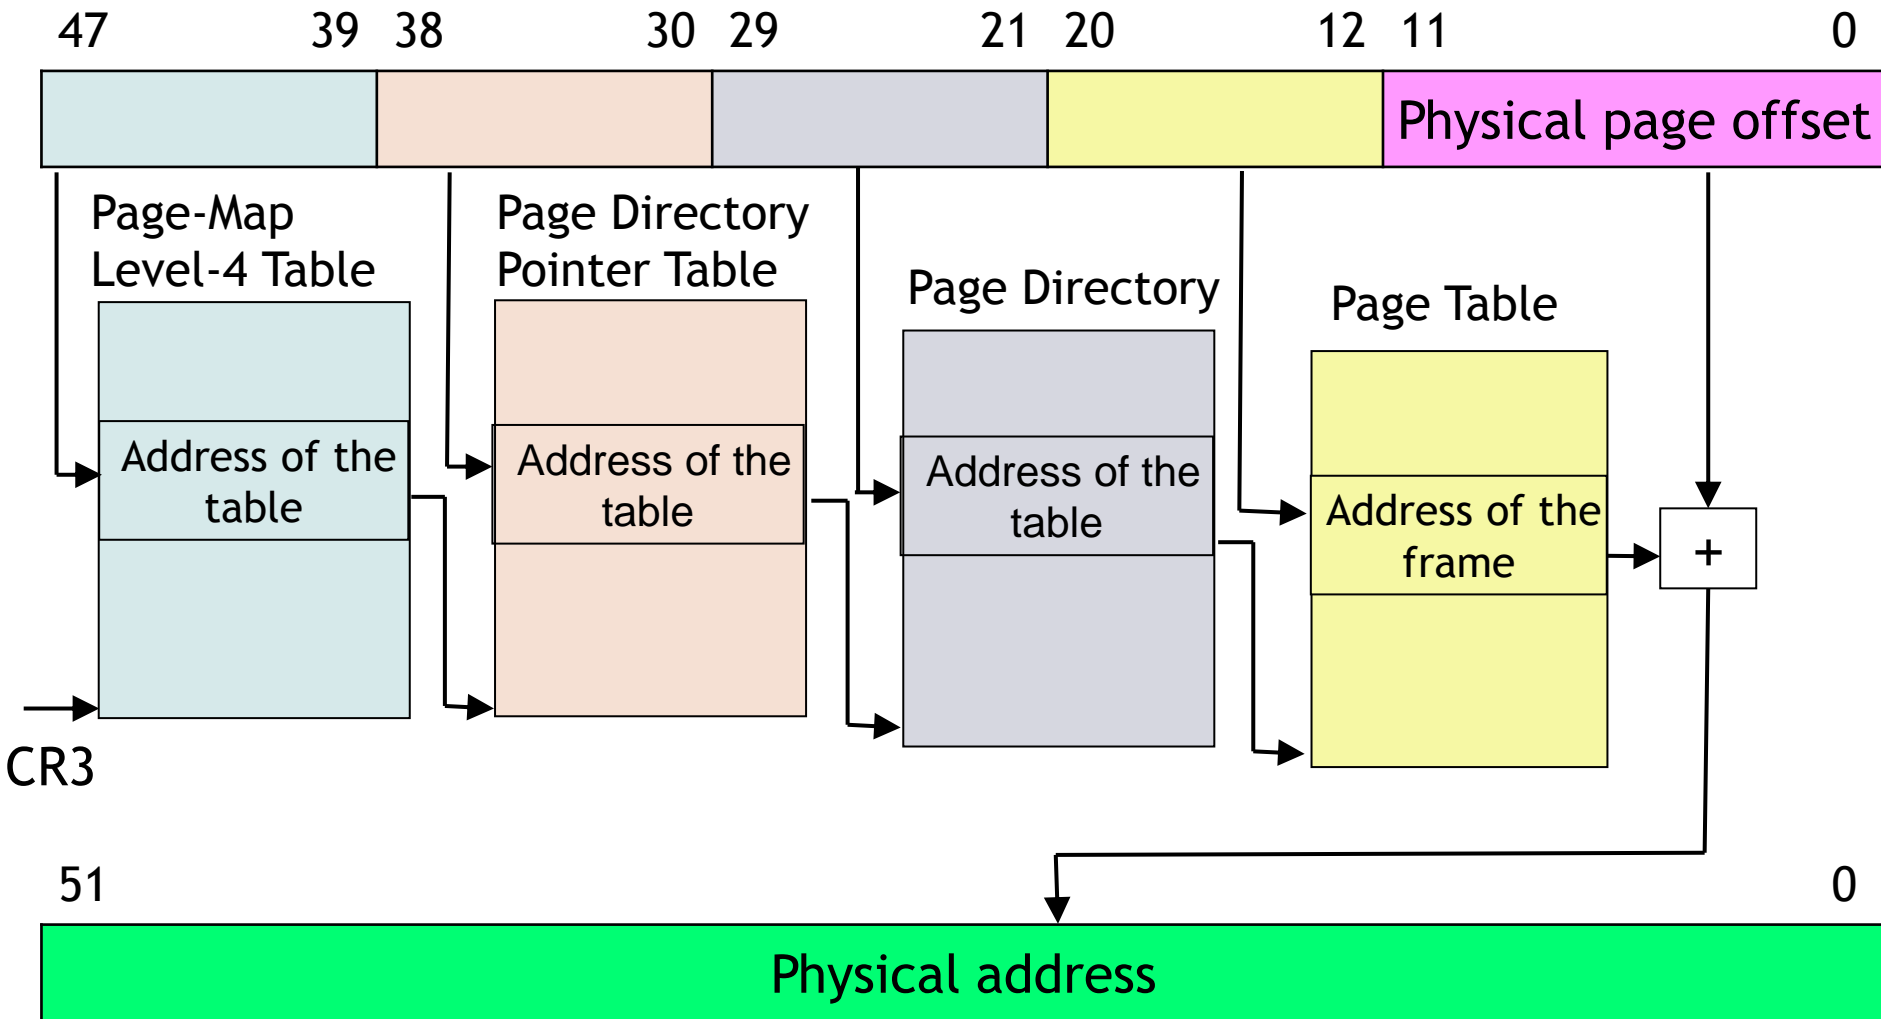 47 39 38 30 29 21 20 12 11 0
Physical page offset
Page-Map
Level-4 Table
Page Directory
Pointer Table
Page Directory
Page Table
Address of the
table
Address of the
table
Address of the
table
Address of the
frame
+
CR3
51 0
Physical address